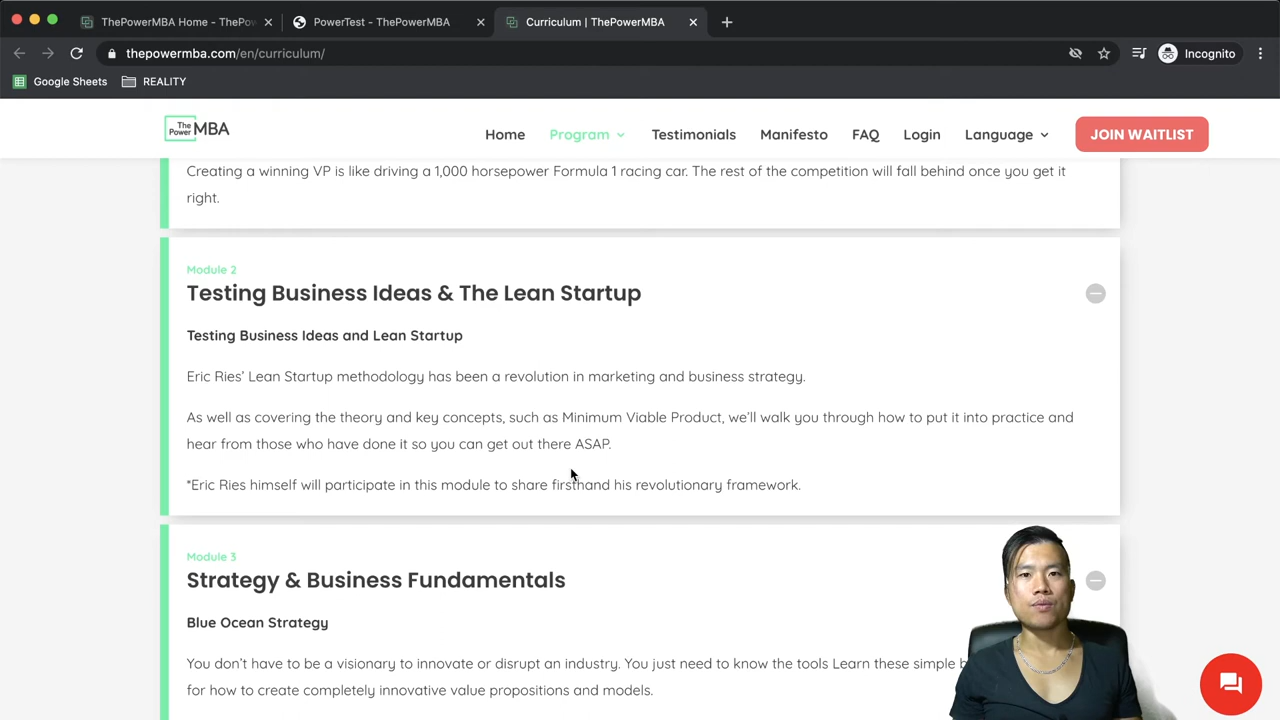 ThePowerMBA Home - ThePow
PowerTest - ThePowerMBA
Curriculum | ThePowerMBA
thepowermba.com/en/curriculum/
Incognito
Google Sheets
REALITY
The Power MBA
Home
Program
Testimonials
Manifesto
FAQ
Login
Language
JOIN WAITLIST
Creating a winning VP is like driving a 1,000 horsepower Formula 1 racing car. The rest of the competition will fall behind once you get it
right.
Module 2
Testing Business Ideas & The Lean Startup
Testing Business Ideas and Lean Startup
Eric Ries' Lean Startup methodology has been a revolution in marketing and business strategy.
As well as covering the theory and key concepts, such as Minimum Viable Product, we'll walk you through how to put it into practice and
hear from those who have done it so you can get out there ASAP.
*Eric Ries himself will participate in this module to share firsthand his revolutionary framework.
Module 3
Strategy & Business Fundamentals
Blue Ocean Strategy
You don't have to be a visionary to innovate or disrupt an industry. You just need to know the tools Learn these simple
for how to create completely innovative value propositions and models.